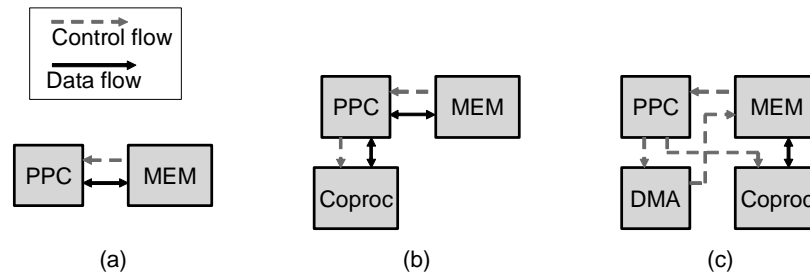 Control flow
Data flow
PPC MEM
(a)
PPC MEM
Coproc
(b)
PPC MEM
DMA Coproc
(c)